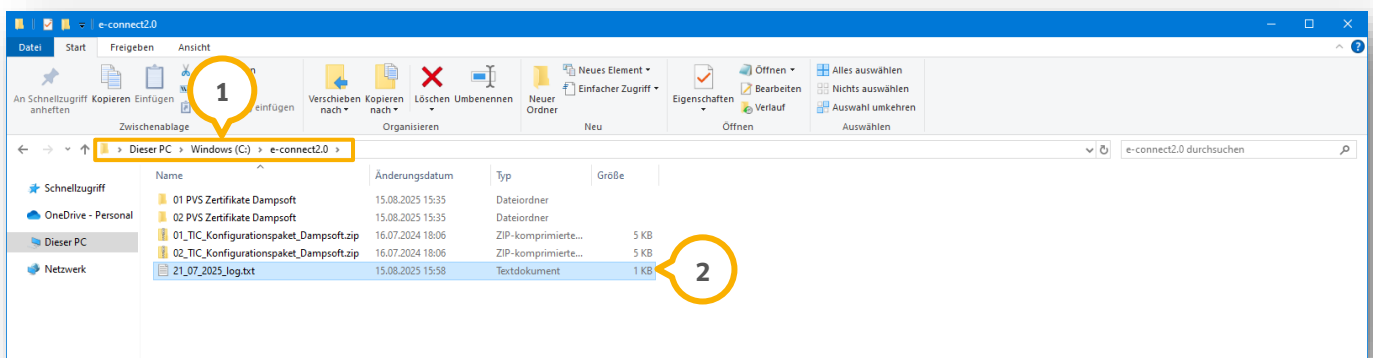 e-connect2.0
Datei Start Freigeben Ansicht
An Schnellzugriff anheften
Kopieren
Einfügen
einfügen
Zwischenablage
Verschieben nach
Kopieren nach
Löschen
Umbenennen
Organisieren
Neuer Ordner
Neues Element
Einfacher Zugriff
Neu
Eigenschaften
Öffnen
Bearbeiten
Verlauf
Öffnen
Alles auswählen
Nichts auswählen
Auswahl umkehren
Auswählen
1
Dieser PC > Windows (C:) > e-connect2.0 >
e-connect2.0 durchsuchen
Schnellzugriff
OneDrive - Personal
Dieser PC
Netzwerk
Name Änderungsdatum Typ Größe
01 PVS Zertifikate Dampsoft 15.08.2025 15:35 Dateiordner
02 PVS Zertifikate Dampsoft 15.08.2025 15:35 Dateiordner
01_TIC_Konfigurationspaket_Dampsoft.zip 16.07.2024 18:06 ZIP-komprimierte... 5 KB
02_TIC_Konfigurationspaket_Dampsoft.zip 16.07.2024 18:06 ZIP-komprimierte... 5 KB
21_07_2025_log.txt 15.08.2025 15:58 Textdokument 1 KB
2